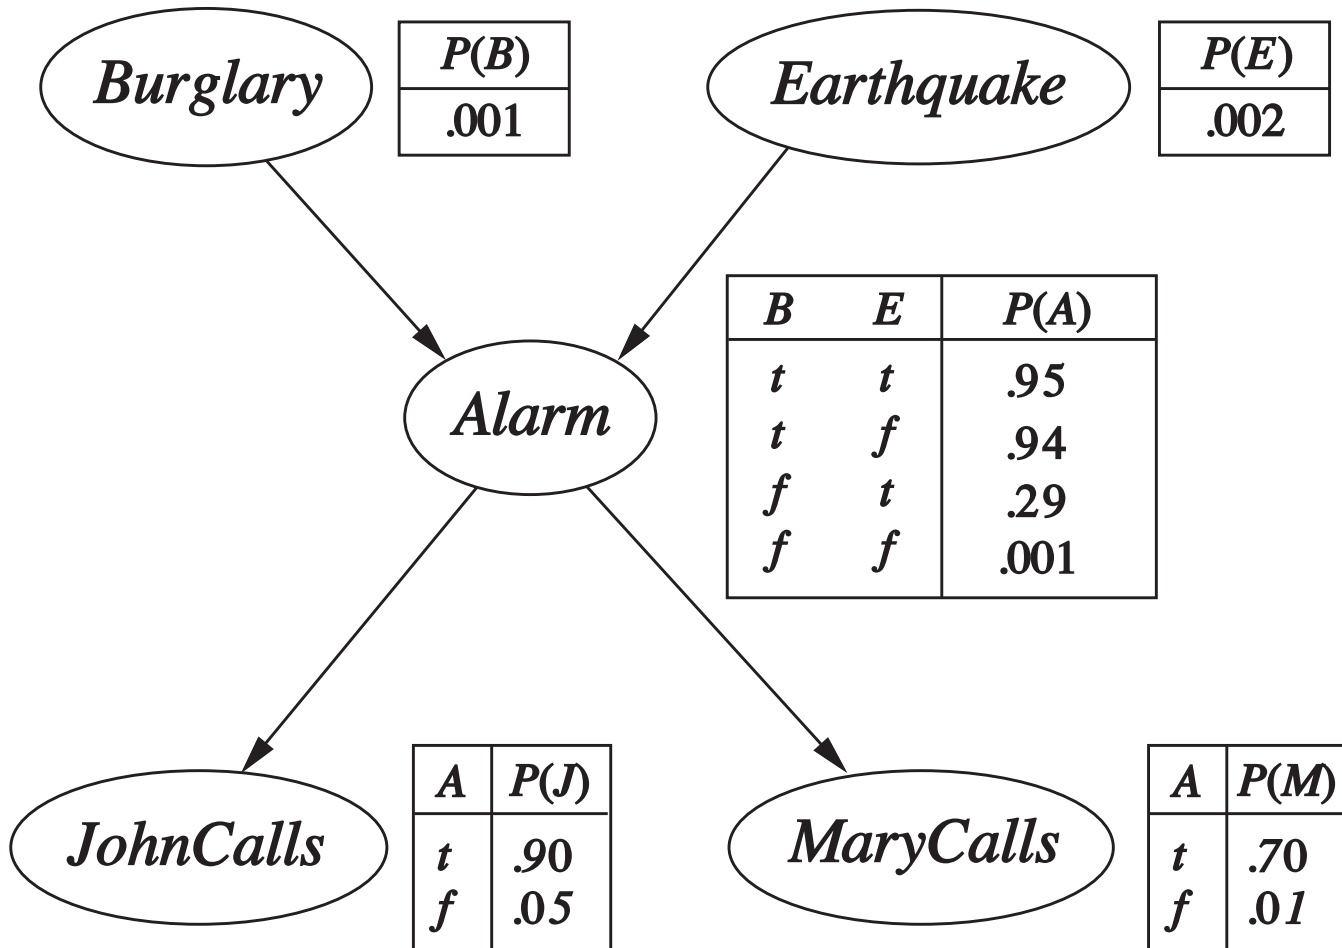 Burglary
P(B)
.001
Earthquake
P(E)
.002
Alarm
B E P(A)
t t .95
t f .94
f t .29
f f .001
JohnCalls
A P(J)
t .90
f .05
MaryCalls
A P(M)
t .70
f .01